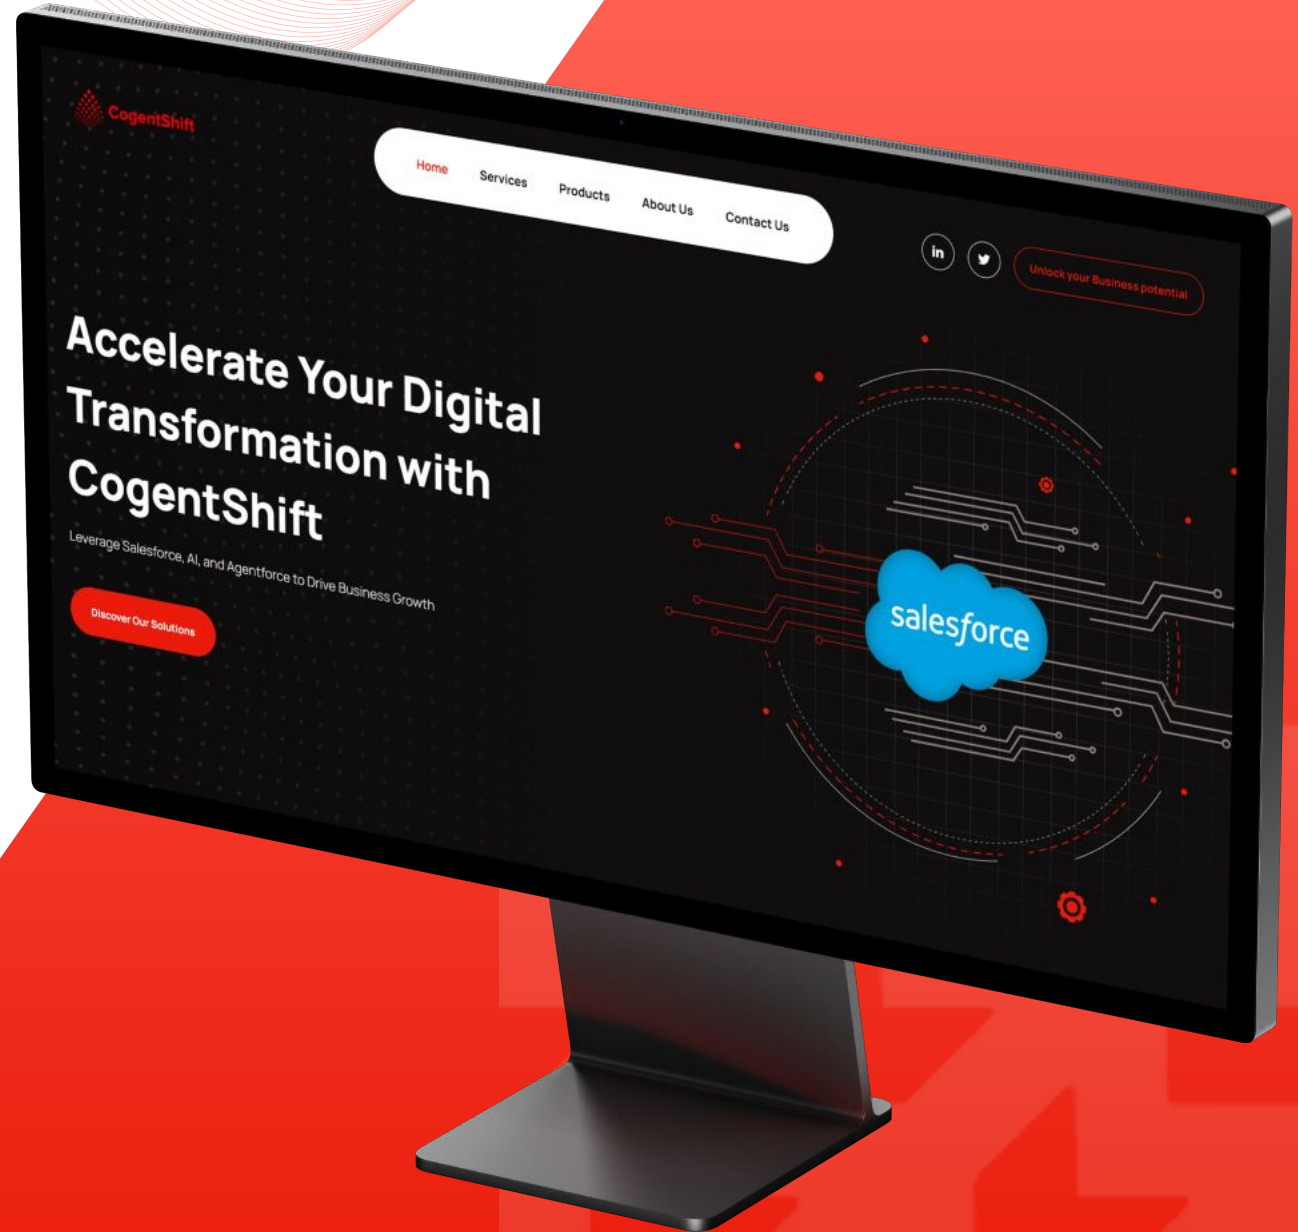 CogentShift
Home Services Products About Us Contact Us
in
Unlock your Business potential
Accelerate Your Digital
Transformation with
CogentShift
Leverage Salesforce, AI, and Agentforce to Drive Business Growth
Discover Our Solutions
salesforce